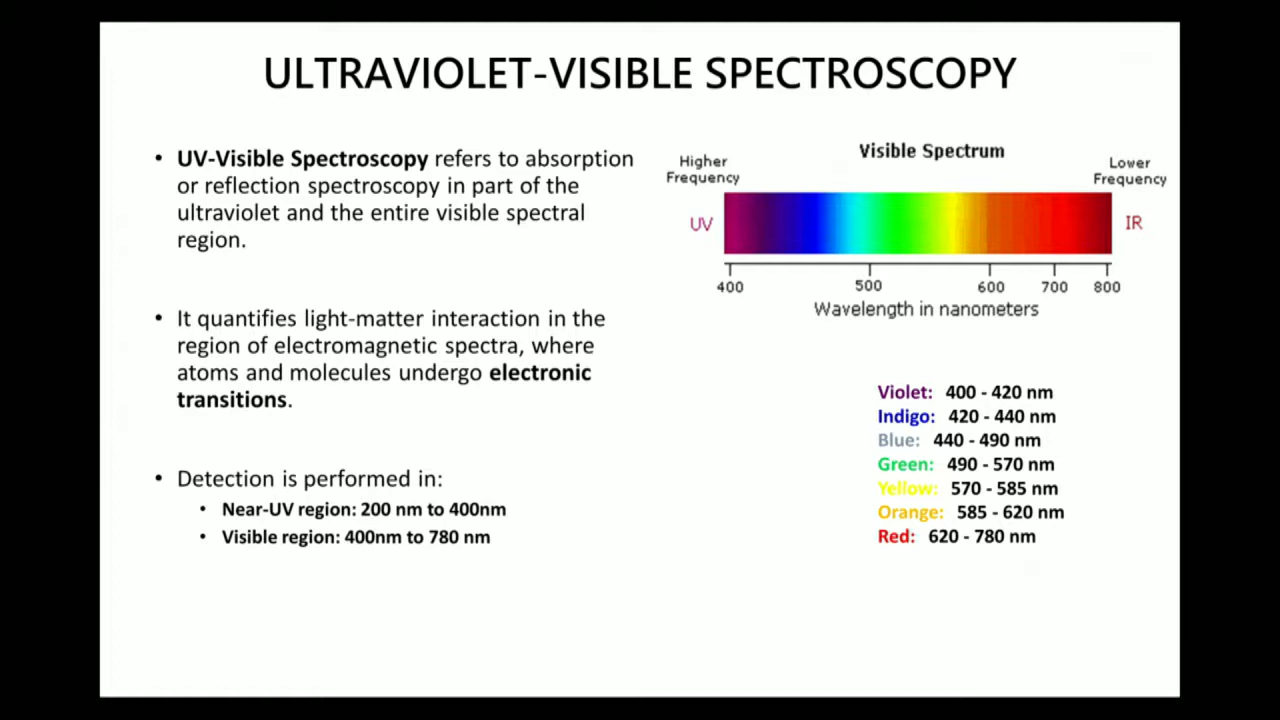 ULTRAVIOLET-VISIBLE SPECTROSCOPY
• UV-Visible Spectroscopy refers to absorption
or reflection spectroscopy in part of the
ultraviolet and the entire visible spectral
region.
• It quantifies light-matter interaction in the
region of electromagnetic spectra, where
atoms and molecules undergo electronic
transitions.
• Detection is performed in:
• Near-UV region: 200 nm to 400nm
• Visible region: 400nm to 780 nm
Visible Spectrum
Higher
Frequency
Lower
Frequency
UV
IR
400 500 600 700 800
Wavelength in nanometers
Violet: 400 - 420 nm
Indigo: 420 - 440 nm
Blue: 440 - 490 nm
Green: 490 - 570 nm
Yellow: 570 - 585 nm
Orange: 585 - 620 nm
Red: 620 - 780 nm